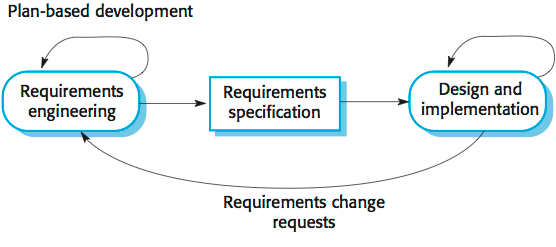 Plan-based development
Requirements
engineering
Requirements
specification
Design and
implementation
Requirements change
requests